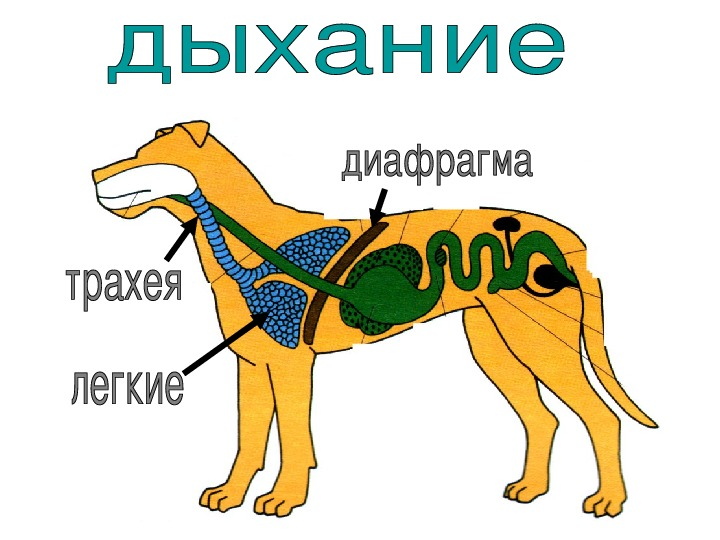 дыхание
диафрагма
трахея
легкие